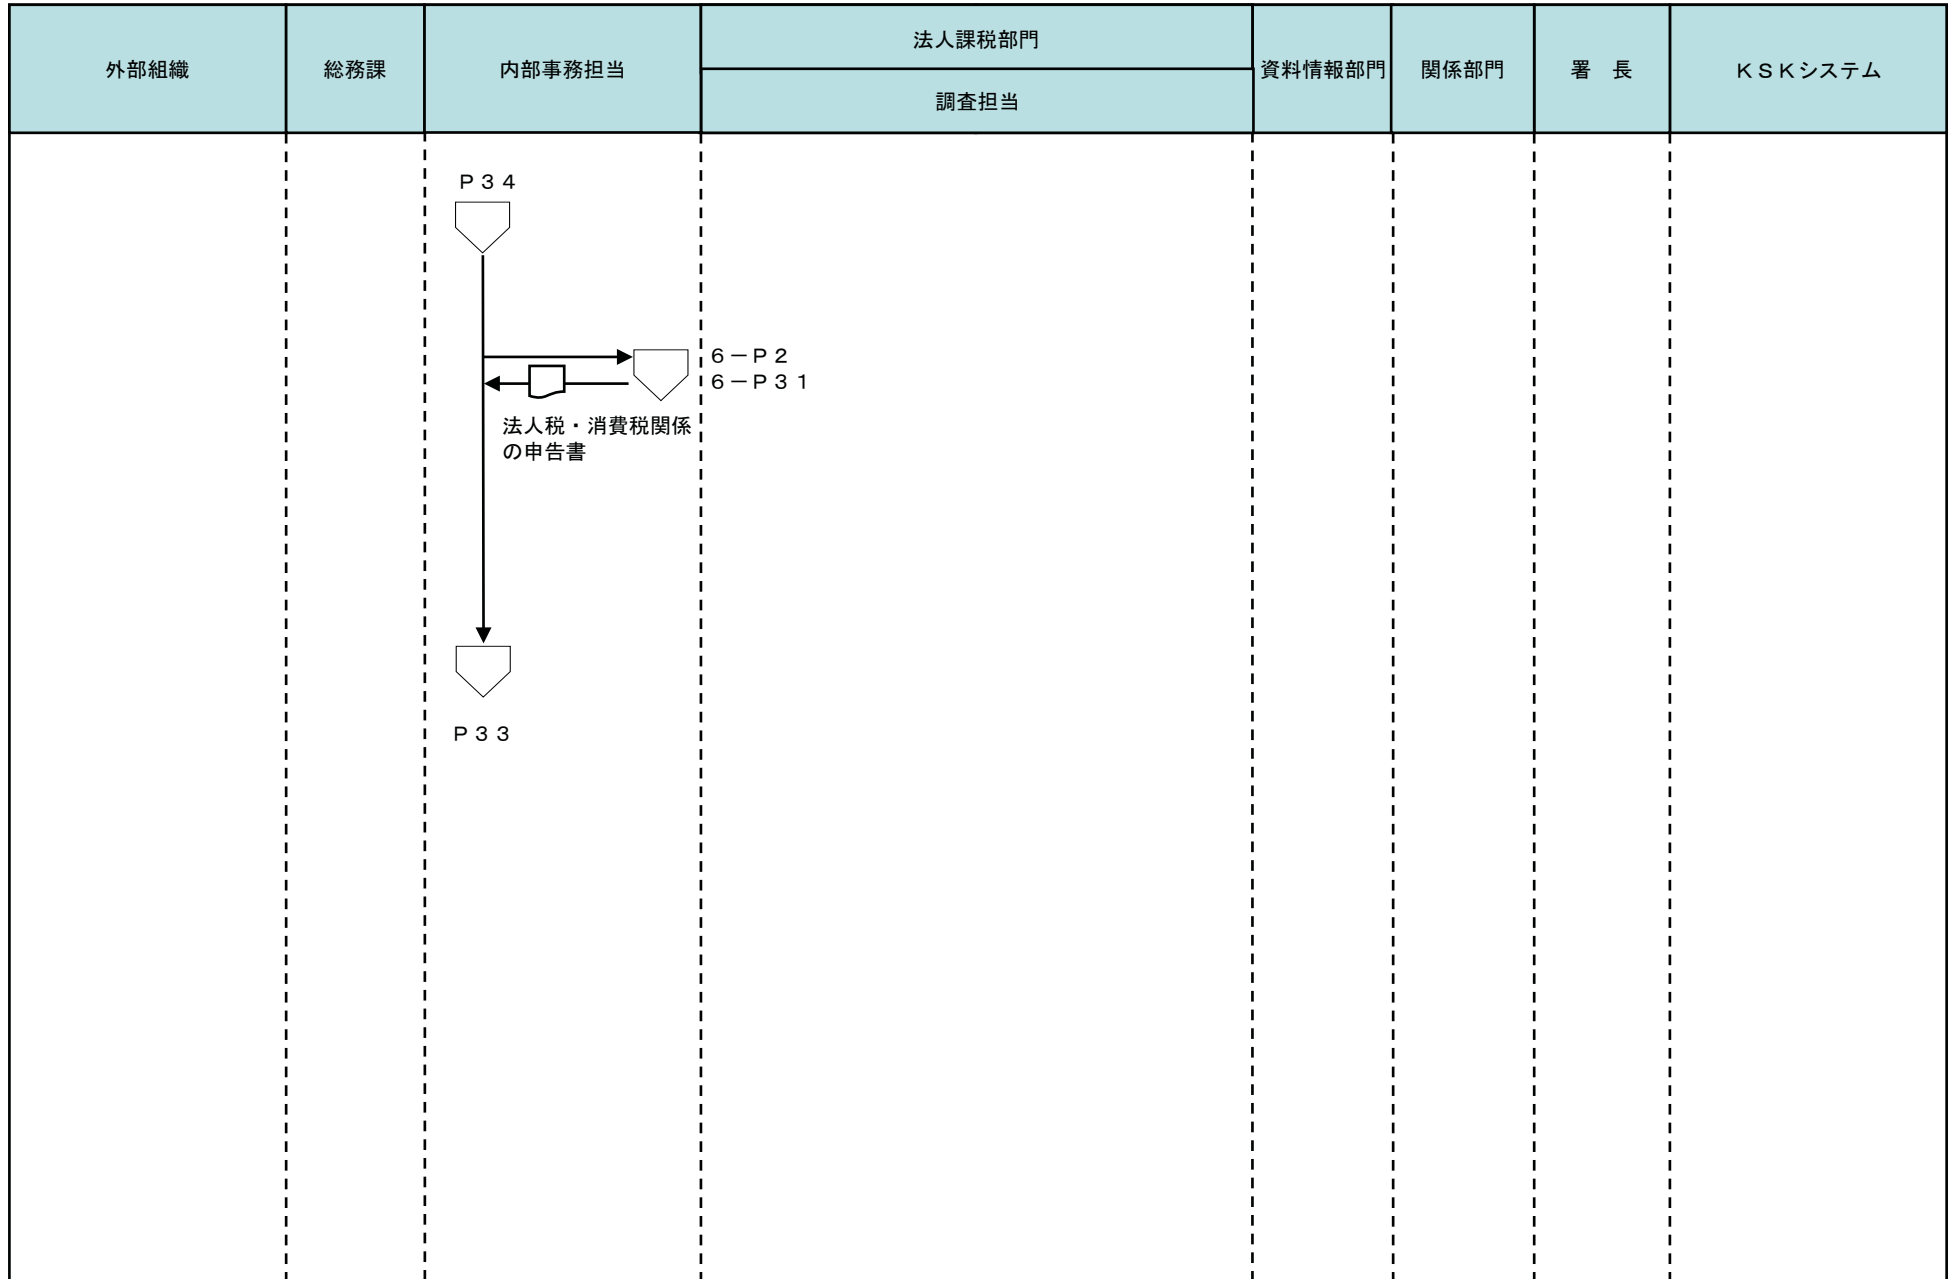 外部組織
総務課
内部事務担当
法人課税部門
調査担当
資料情報部門
関係部門
署　長
ＫＳＫシステム
Ｐ３４
６－Ｐ２
６－Ｐ３１
法人税・消費税関係
の申告書
Ｐ３３